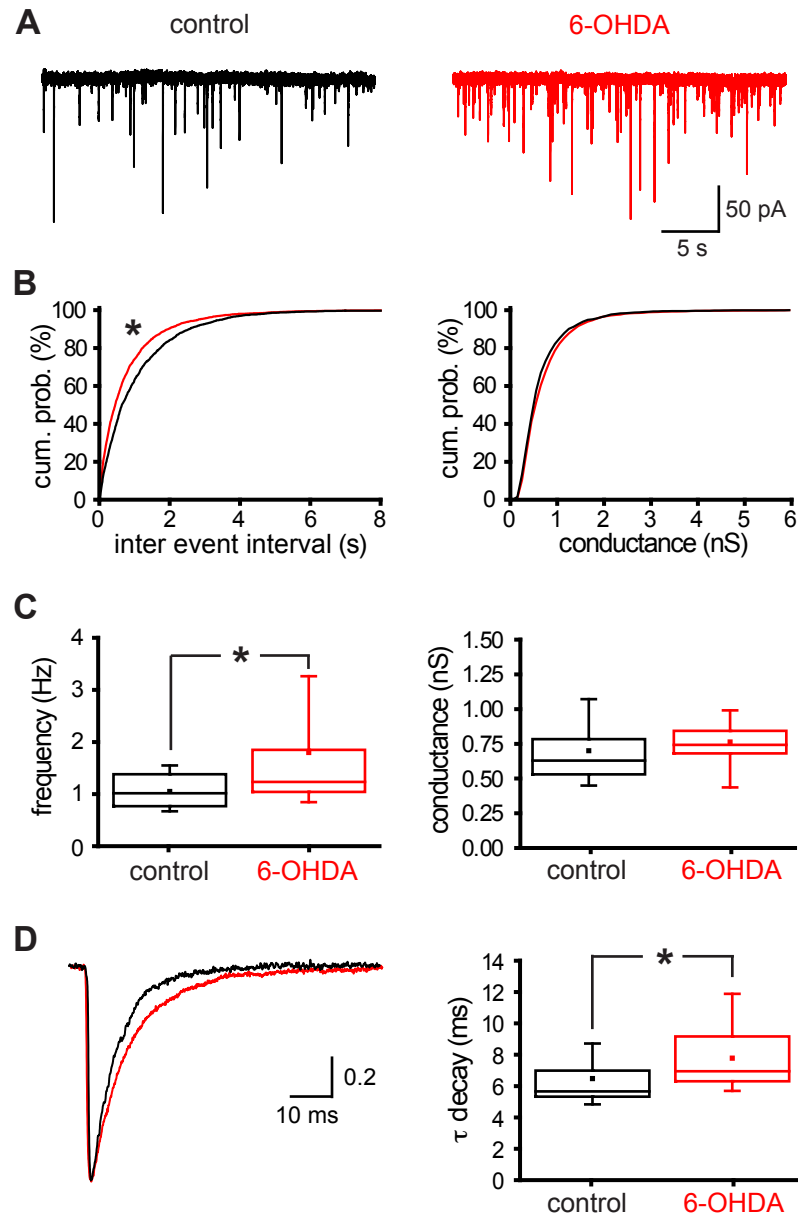 A
control
6-OHDA
50 pA
5 s
B
100
80
60
40
20
0
cum. prob. (%)
*
0 2 4 6 8
inter event interval (s)
100
80
60
40
20
0
cum. prob. (%)
0 1 2 3 4 5 6
conductance (nS)
C
4
3
2
1
0
frequency (Hz)
*
control 6-OHDA
1.50
1.25
1.00
0.75
0.50
0.25
0.00
conductance (nS)
control 6-OHDA
D
0.2
10 ms
14
12
10
8
6
4
2
0
τ decay (ms)
*
control 6-OHDA